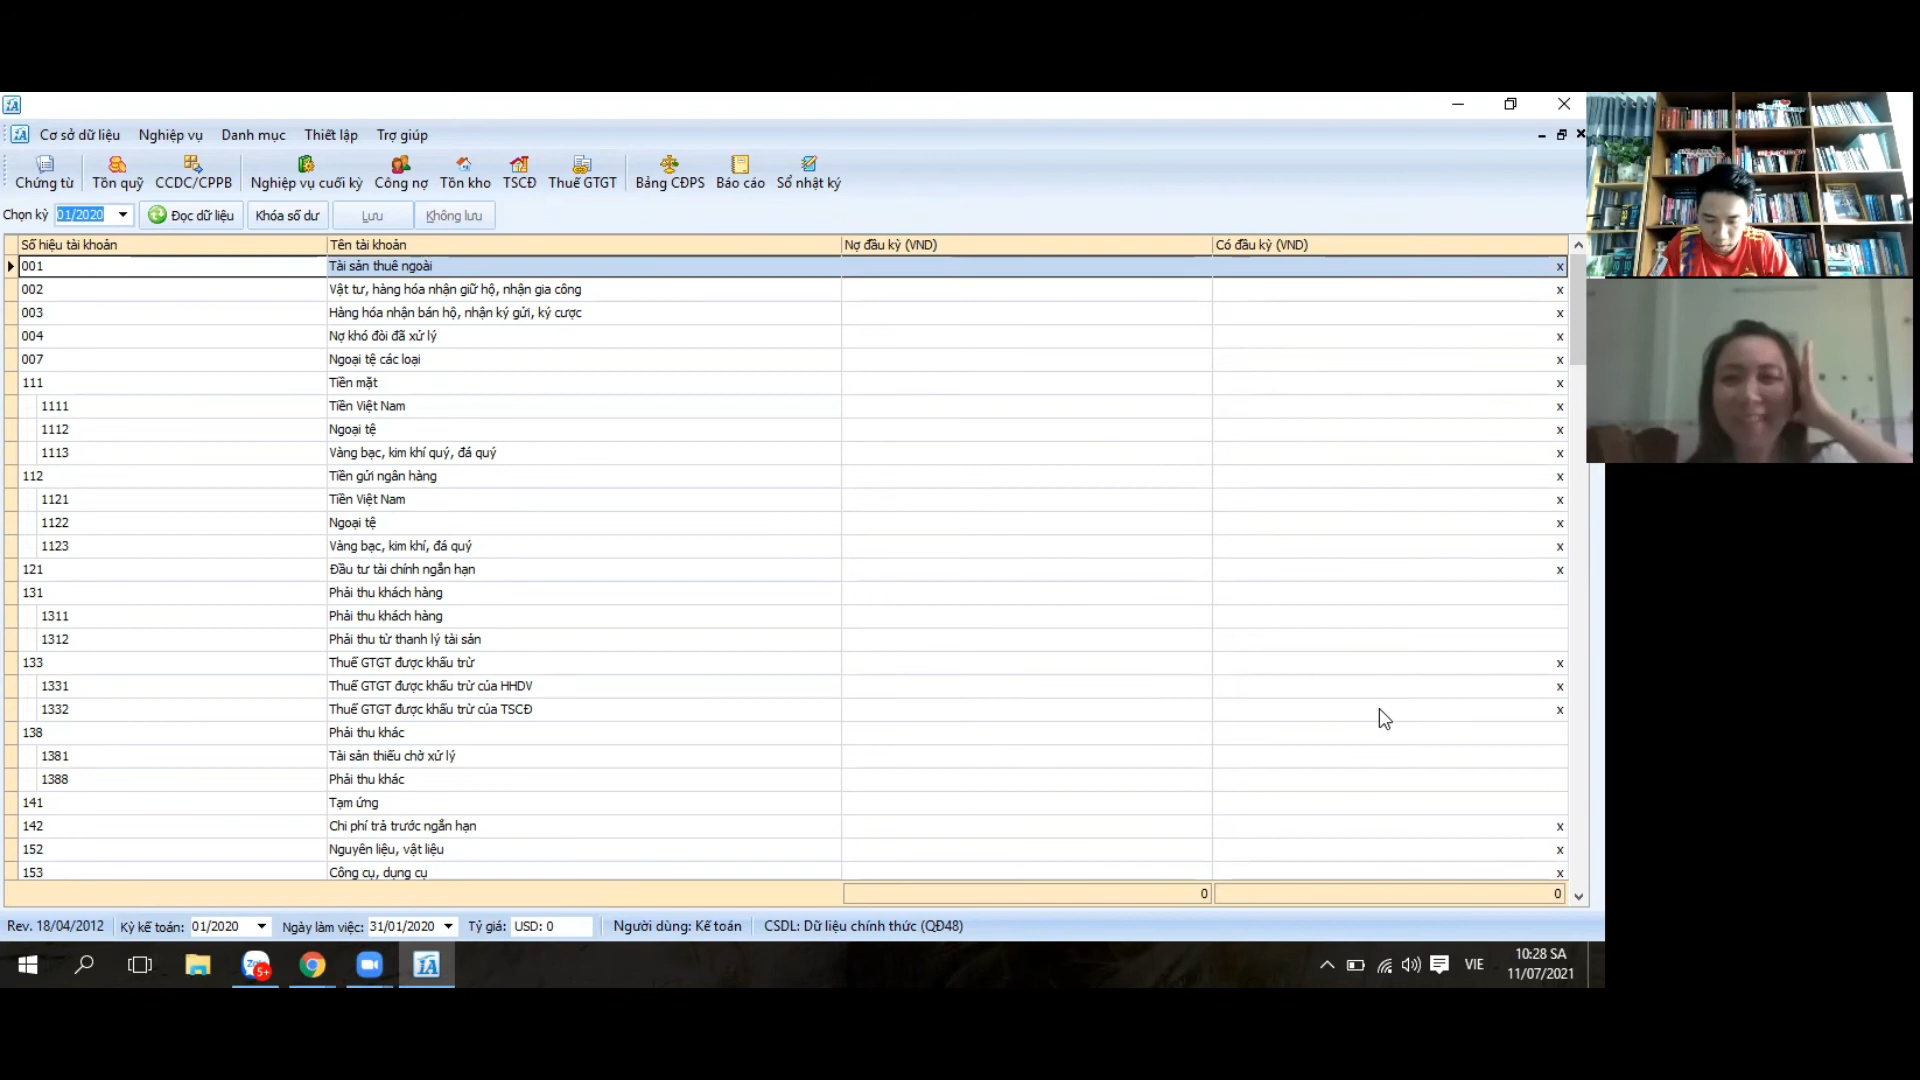 iA
iA Cơ sở dữ liệu Nghiệp vụ Danh mục Thiết lập Trợ giúp
Chứng từ Tồn quỹ CCDC/CPPB Nghiệp vụ cuối kỳ Công nợ Tồn kho TSCĐ Thuế GTGT Bảng CĐPS Báo cáo Sổ nhật ký
Chọn kỳ 01/2020 Đọc dữ liệu Khóa số dư Lưu Không lưu
Số hiệu tài khoản Tên tài khoản Nợ đầu kỳ (VND) Có đầu kỳ (VND)
001 Tài sản thuê ngoài x
002 Vật tư, hàng hóa nhận giữ hộ, nhận gia công x
003 Hàng hóa nhận bán hộ, nhận ký gửi, ký cược x
004 Nợ khó đòi đã xử lý x
007 Ngoại tệ các loại x
111 Tiền mặt x
1111 Tiền Việt Nam x
1112 Ngoại tệ x
1113 Vàng bạc, kim khí quý, đá quý x
112 Tiền gửi ngân hàng x
1121 Tiền Việt Nam x
1122 Ngoại tệ x
1123 Vàng bạc, kim khí, đá quý x
121 Đầu tư tài chính ngắn hạn x
131 Phải thu khách hàng
1311 Phải thu khách hàng
1312 Phải thu từ thanh lý tài sản
133 Thuế GTGT được khấu trừ x
1331 Thuế GTGT được khấu trừ của HHDV x
1332 Thuế GTGT được khấu trừ của TSCĐ x
138 Phải thu khác
1381 Tài sản thiếu chờ xử lý
1388 Phải thu khác
141 Tạm ứng
142 Chi phí trả trước ngắn hạn x
152 Nguyên liệu, vật liệu x
153 Công cụ, dụng cụ x
0 0
Rev. 18/04/2012 Kỳ kế toán: 01/2020 Ngày làm việc: 31/01/2020 Tỷ giá: USD: 0 Người dùng: Kế toán CSDL: Dữ liệu chính thức (QĐ48)
5+ iA VIE 10:28 SA
11/07/2021